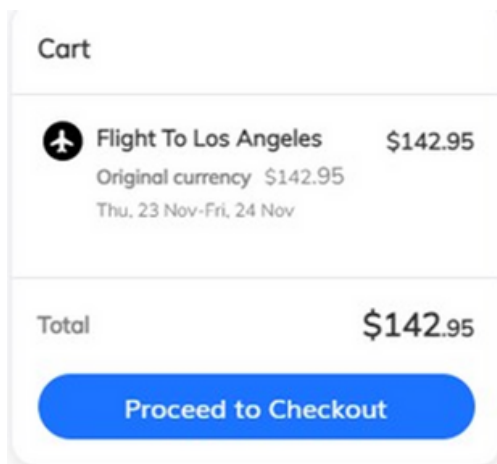 Cart
Flight To Los Angeles $142.95
Original currency $142.95
Thu, 23 Nov-Fri, 24 Nov
Total $142.95
Proceed to Checkout